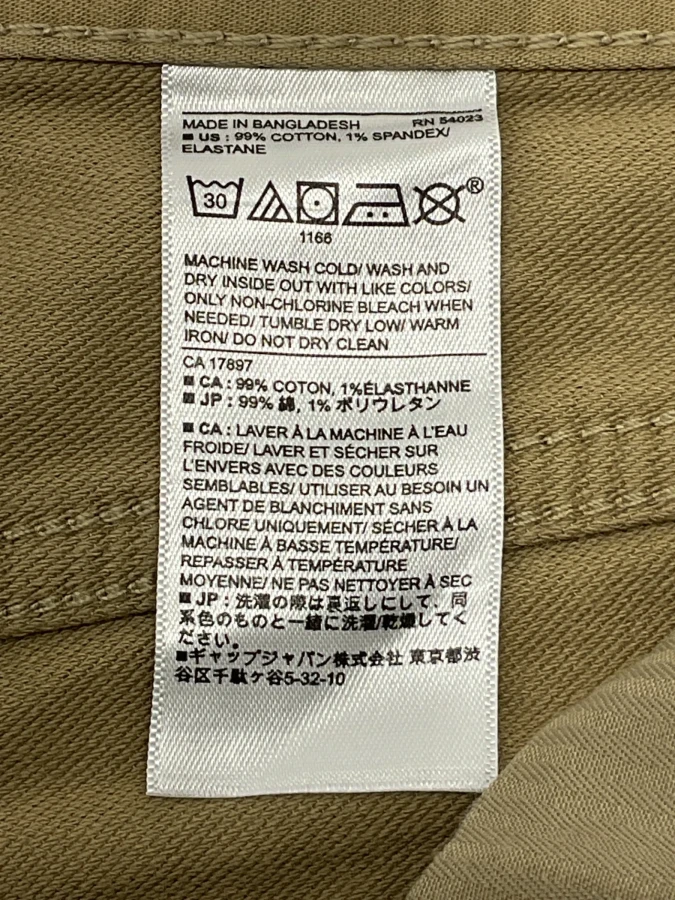 MADE IN BANGLADESH RN 54023
■ US : 99% COTTON, 1% SPANDEX/
ELASTANE
30 ®
1166
MACHINE WASH COLD/ WASH AND
DRY INSIDE OUT WITH LIKE COLORS/
ONLY NON-CHLORINE BLEACH WHEN
NEEDED/ TUMBLE DRY LOW/ WARM
IRON/ DO NOT DRY CLEAN
CA 17897
■ CA : 99% COTON, 1%ÉLASTHANNE
■ JP : 99% 綿, 1% ポリウレタン
■ CA : LAVER À LA MACHINE À L'EAU
FROIDE/ LAVER ET SÉCHER SUR
L'ENVERS AVEC DES COULEURS
SEMBLABLES/ UTILISER AU BESOIN UN
AGENT DE BLANCHIMENT SANS
CHLORE UNIQUEMENT/ SÉCHER À LA
MACHINE À BASSE TEMPÉRATURE/
REPASSER À TEMPÉRATURE
MOYENNE/ NE PAS NETTOYER À SEC
■ JP : 洗濯の際は裏返しにして、同
系色のものと一緒に洗濯/乾燥してく
ださい。
■ギャップジャパン株式会社 東京都渋
谷区千駄ケ谷5-32-10